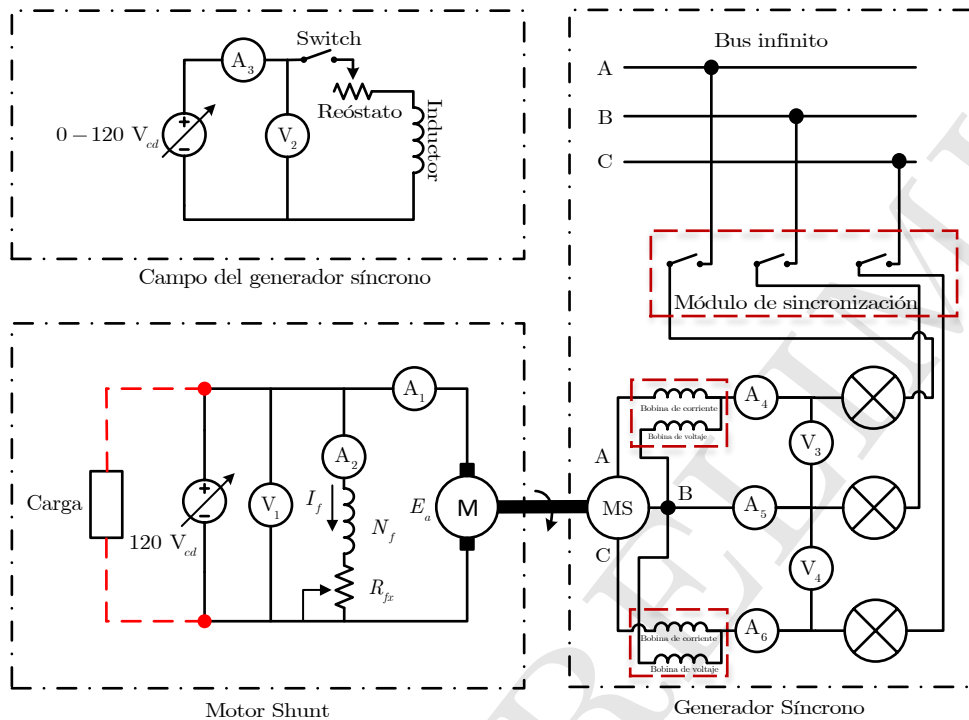 Switch
A3
Reóstato
Inductor
0 – 120 Vcd
V2
Campo del generador síncrono
Bus infinito
A
B
C
Módulo de sincronización
A1
A2
Carga
V1
If
Nf
Ea
M
120 Vcd
Rfx
Motor Shunt
Bobina de corriente
Bobina de voltaje
A4
V3
A
B
MS
A5
C
V4
Bobina de corriente
Bobina de voltaje
A6
Generador Síncrono